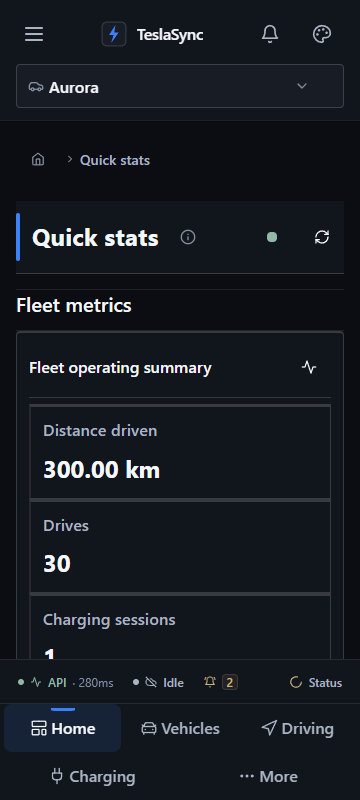 TeslaSync
Aurora
Quick stats
Quick stats
Fleet metrics
Fleet operating summary
Distance driven
300.00 km
Drives
30
Charging sessions
1
API · 280ms Idle 2 Status
Home Vehicles Driving
Charging More